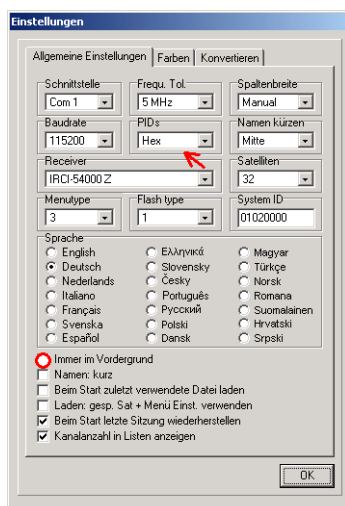 Einstellungen
Allgemeine Einstellungen Farben Konvertieren
Schnittstelle Frequ. Tol. Spaltenbreite
Com 1 5 MHz Manual
Baudrate PIDs Namen kürzen
115200 Hex Mitte
Receiver Satelliten
IRCI-54000 Z 32
Menutype Flash type System ID
3 1 01020000
Sprache
English Ελληνικά Magyar
Deutsch Slovensky Türkçe
Nederlands Česky Norsk
Italiano Português Romana
Français Русский Suomalainen
Svenska Polski Hrvatski
Español Dansk Srpski
Immer im Vordergrund
Namen: kurz
Beim Start zuletzt verwendete Datei laden
Laden: gesp. Sat + Menü Einst. verwenden
Beim Start letzte Sitzung wiederherstellen
Kanalanzahl in Listen anzeigen
OK